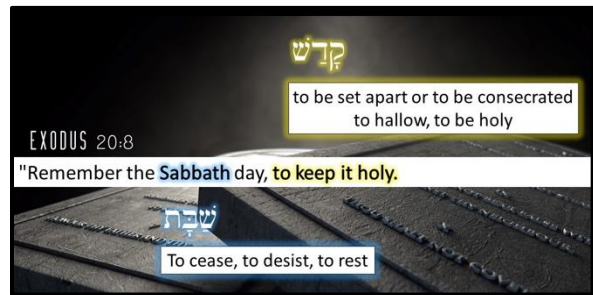 קָדַשׁ
to be set apart or to be consecrated
to hallow, to be holy
EXODUS 20:8
"Remember the Sabbath day, to keep it holy.
שַׁבָּת
To cease, to desist, to rest